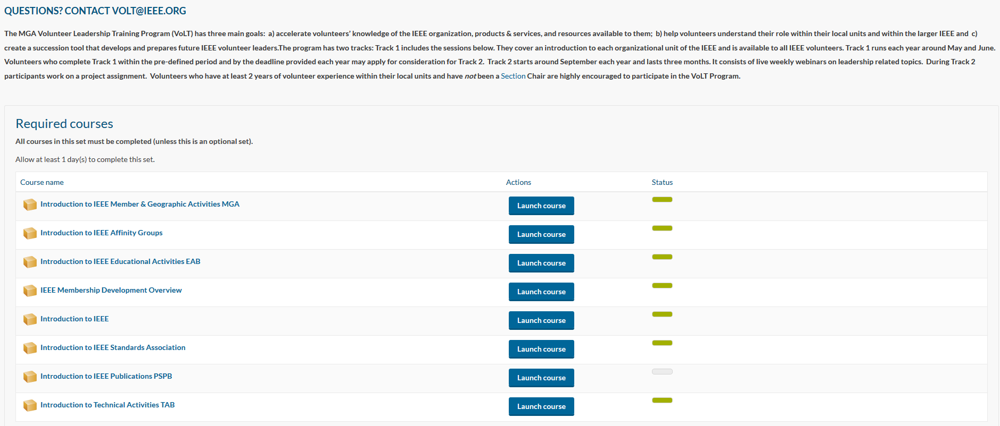 QUESTIONS? CONTACT VOLT@IEEE.ORG
The MGA Volunteer Leadership Training Program (VoLT) has three main goals:  a) accelerate volunteers' knowledge of the IEEE organization, products & services, and resources available to them;  b) help volunteers understand their role within their local units and within the larger IEEE and  c)
create a succession tool that develops and prepares future IEEE volunteer leaders.The program has two tracks: Track 1 includes the sessions below. They cover an introduction to each organizational unit of the IEEE and is available to all IEEE volunteers. Track 1 runs each year around May and June.
Volunteers who complete Track 1 within the pre-defined period and by the deadline provided each year may apply for consideration for Track 2.  Track 2 starts around September each year and lasts three months. It consists of live weekly webinars on leadership related topics.  During Track 2
participants work on a project assignment.  Volunteers who have at least 2 years of volunteer experience within their local units and have not been a Section Chair are highly encouraged to participate in the VoLT Program.
Required courses
All courses in this set must be completed (unless this is an optional set).
Allow at least 1 day(s) to complete this set.
Course name Actions Status
Introduction to IEEE Member & Geographic Activities MGA Launch course
Introduction to IEEE Affinity Groups Launch course
Introduction to IEEE Educational Activities EAB Launch course
IEEE Membership Development Overview Launch course
Introduction to IEEE Launch course
Introduction to IEEE Standards Association Launch course
Introduction to IEEE Publications PSPB Launch course
Introduction to Technical Activities TAB Launch course